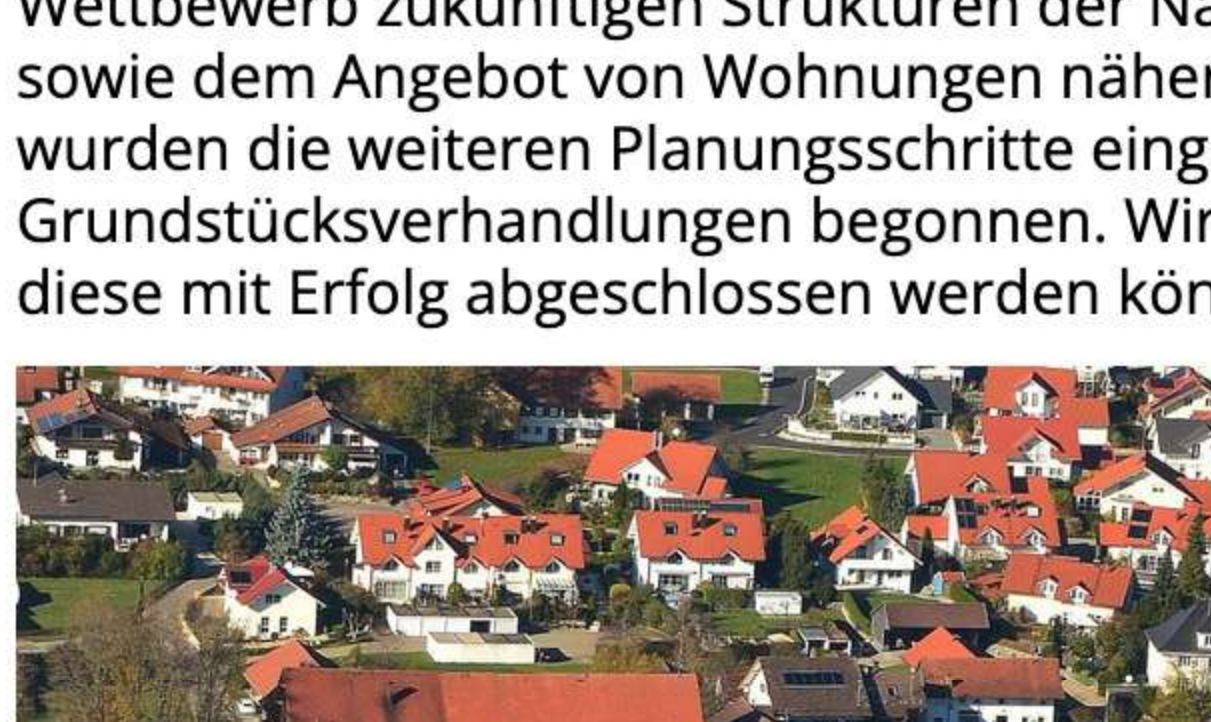 Wettbewerb zukünftigen Strukturen der Na
sowie dem Angebot von Wohnungen näher
wurden die weiteren Planungsschritte eing
Grundstücksverhandlungen begonnen. Wir
diese mit Erfolg abgeschlossen werden kön